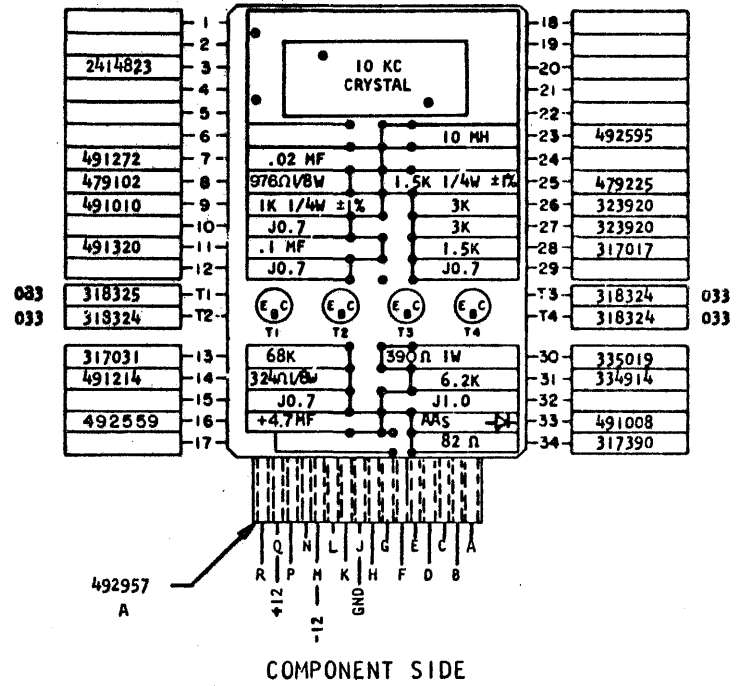 1 18
2 19
2414823 3 10 KC 20
4 CRYSTAL 21
5 22
6 10 MH 23 492595
491272 7 .02 MF 24
479102 8 976Ω1/8W 1.5K 1/4W ±1% 25 479225
491010 9 1K 1/4W ±1% 3K 26 323920
10 J0.7 3K 27 323920
491320 11 .1 MF 1.5K 28 317017
12 J0.7 J0.7 29
083 318325 T1 E B C E B C E B C E B C T3 318324 033
033 318324 T2 T1 T2 T3 T4 T4 318324 033
317031 13 68K 39 Ω 1W 30 335019
491214 14 324Ω1/8W 6.2K 31 334914
15 J0.7 J1.0 32
492559 16 +4.7MF AAs 33 491008
17 82 Ω 34 317390
Q N L J G E C A
R P M K H F D B
492957
A
+12 -12 GND
COMPONENT SIDE